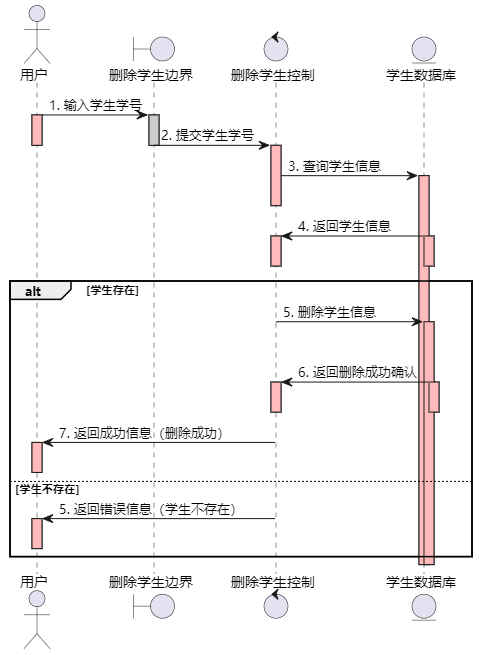 用户
删除学生边界
删除学生控制
学生数据库
1. 输入学生学号
2. 提交学生学号
3. 查询学生信息
4. 返回学生信息
alt
[学生存在]
5. 删除学生信息
6. 返回删除成功确认
7. 返回成功信息（删除成功）
[学生不存在]
5. 返回错误信息（学生不存在）
用户
删除学生边界
删除学生控制
学生数据库